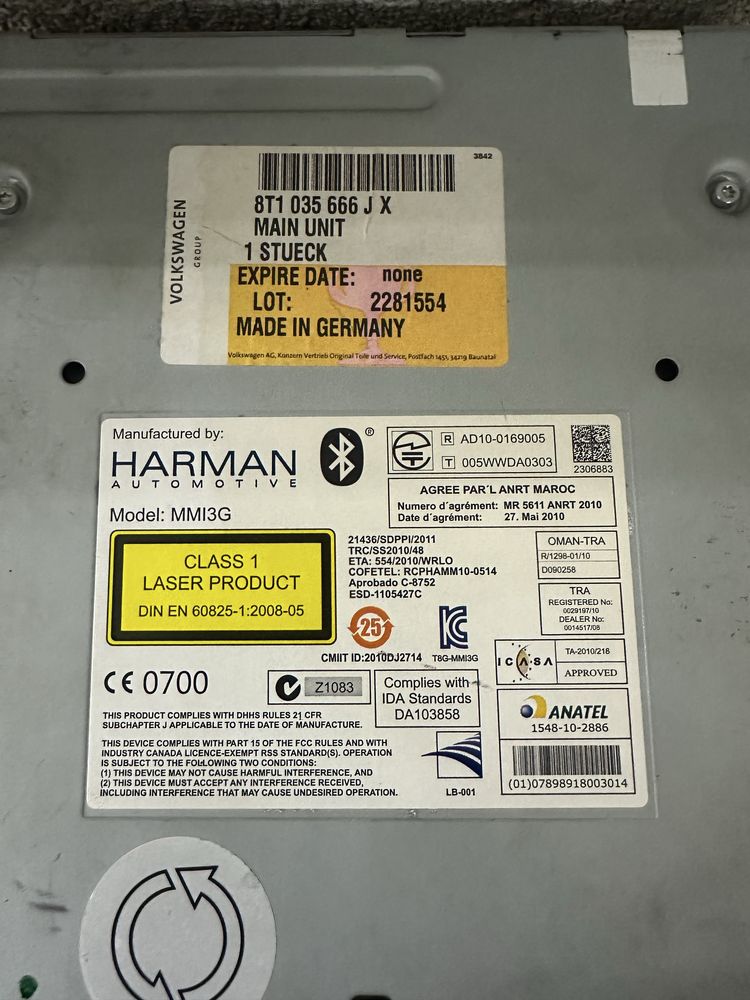 3842
8T1 035 666 J X
MAIN UNIT
1 STUECK
EXPIRE DATE: none
LOT: 2281554
MADE IN GERMANY
Volkswagen AG, Konzern Vertrieb Original Teile und Service, Postfach 1451, 34219 Baunatal
VOLKSWAGEN
GROUP
Manufactured by:
HARMAN
AUTOMOTIVE
®
R AD10-0169005
T 005WWDA0303
2306883
AGREE PAR´L ANRT MAROC
Numero d´agrément: MR 5611 ANRT 2010
Date d´agrément: 27. Mai 2010
Model: MMI3G
CLASS 1
LASER PRODUCT
DIN EN 60825-1:2008-05
21436/SDPPI/2011
TRC/SS2010/48
ETA: 554/2010/WRLO
COFETEL: RCPHAMM10-0514
Aprobado C-8752
ESD-1105427C
OMAN-TRA
R/1298-01/10
D090258
TRA
REGISTERED No:
0029197/10
DEALER No:
0014517/08
25
CMIIT ID:2010DJ2714
T8G-MMI3G
ICASA
TA-2010/218
APPROVED
CE 0700
Z1083
Complies with
IDA Standards
DA103858
ANATEL
1548-10-2886
(01)07898918003014
THIS PRODUCT COMPLIES WITH DHHS RULES 21 CFR
SUBCHAPTER J APPLICABLE TO THE DATE OF MANUFACTURE.
THIS DEVICE COMPLIES WITH PART 15 OF THE FCC RULES AND WITH
INDUSTRY CANADA LICENCE-EXEMPT RSS STANDARD(S). OPERATION
IS SUBJECT TO THE FOLLOWING TWO CONDITIONS:
(1) THIS DEVICE MAY NOT CAUSE HARMFUL INTERFERENCE, AND
(2) THIS DEVICE MUST ACCEPT ANY INTERFERENCE RECEIVED,
INCLUDING INTERFERENCE THAT MAY CAUSE UNDESIRED OPERATION.
LB-001